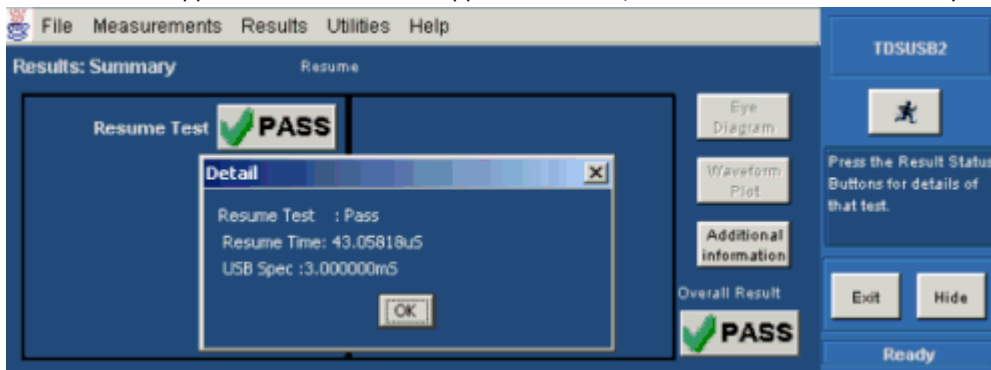 File Measurements Results Utilities Help
TDSUSB2
Results: Summary
Resume
Resume Test
PASS
Eye
Diagram
Waveform
Plot
Additional
information
Overall Result
PASS
Detail
Resume Test : Pass
Resume Time: 43.05818uS
USB Spec :3.000000mS
OK
Press the Result Status
Buttons for details of
that test.
Exit
Hide
Ready